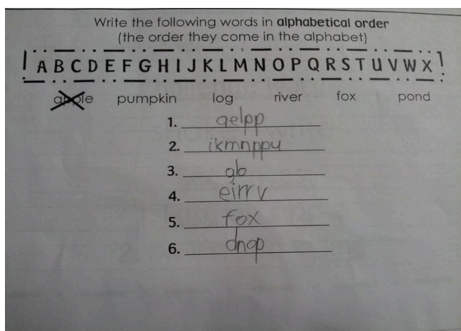 Write the following words in alphabetical order
(the order they come in the alphabet)
A B C D E F G H I J K L M N O P Q R S T U V W X
apple pumpkin log river fox pond
1. aelpp
2. ikmnppu
3. glo
4. eirrv
5. fox
6. dnop